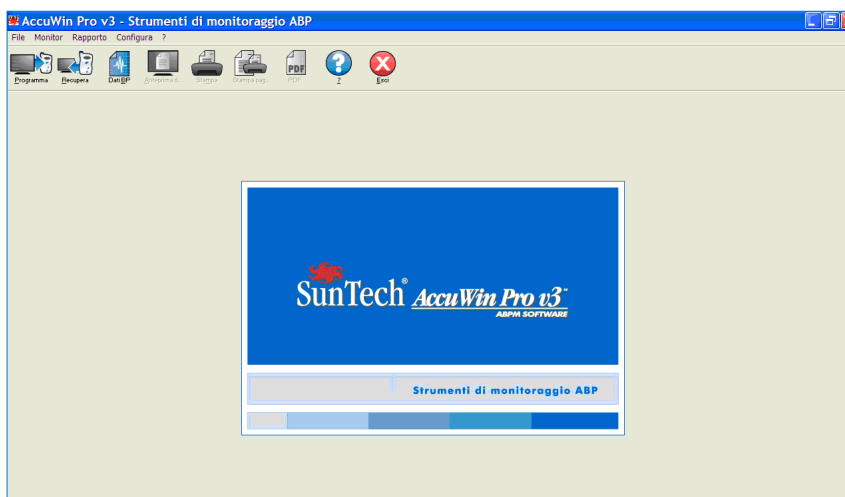 AccuWin Pro v3 - Strumenti di monitoraggio ABP
File Monitor Rapporto Configura ?
Programma Recupera Dati BP Anteprima d... Stampa Stampa pag... PDF ? Esci
PDF
?
SunTech® AccuWin Pro v3™
ABPM SOFTWARE
Strumenti di monitoraggio ABP